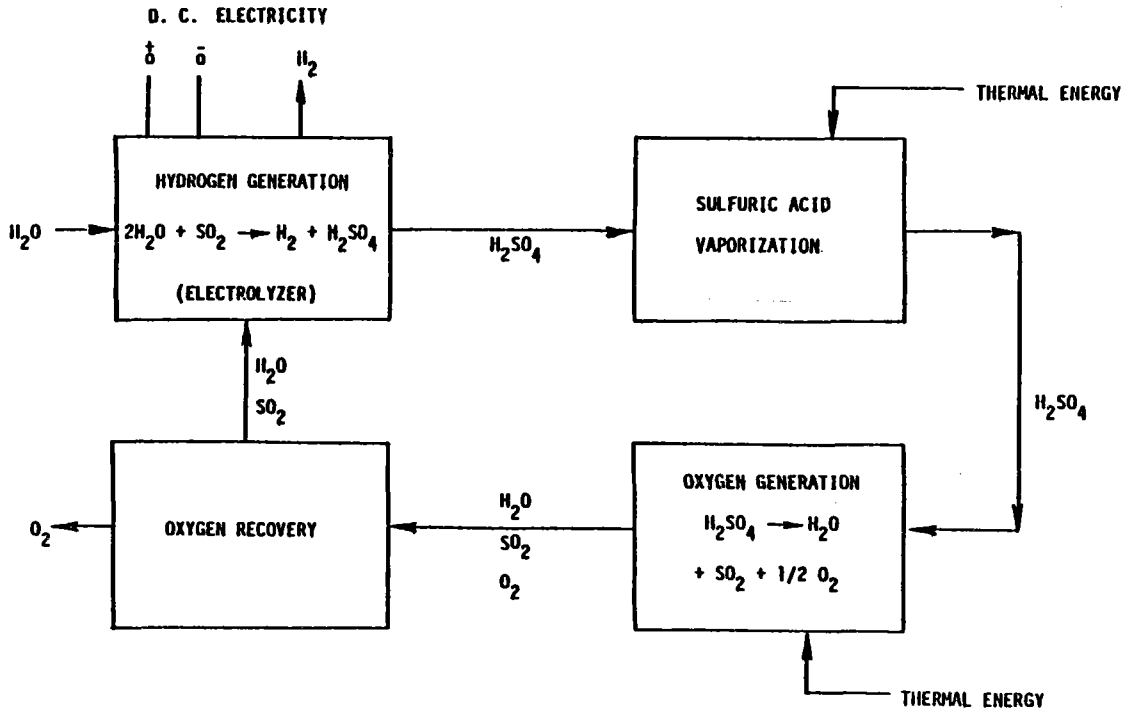 D. C. ELECTRICITY
+ -
o o
H₂
THERMAL ENERGY
HYDROGEN GENERATION
2H₂O + SO₂ → H₂ + H₂SO₄
(ELECTROLYZER)
H₂O
H₂SO₄
SULFURIC ACID
VAPORIZATION
H₂O
SO₂
H₂SO₄
OXYGEN RECOVERY
O₂
H₂O
SO₂
O₂
OXYGEN GENERATION
H₂SO₄ → H₂O
+ SO₂ + 1/2 O₂
THERMAL ENERGY